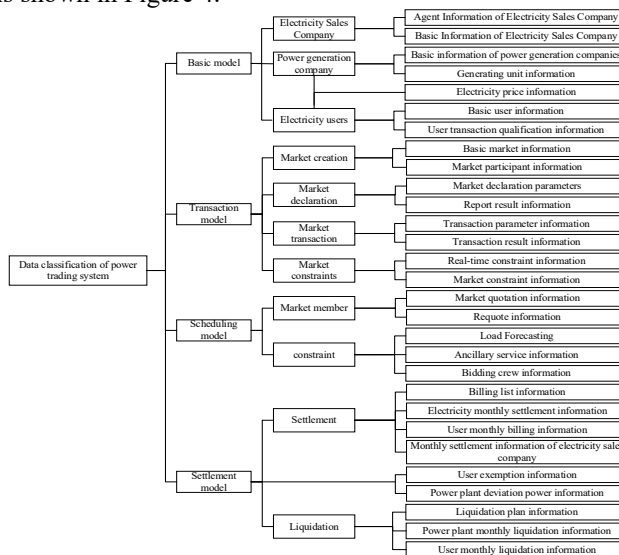 is shown in Figure 4.
Electricity Sales
Company
Agent Information of Electricity Sales Company
Basic Information of Electricity Sales Company
Basic model
Power generation
company
Basic information of power generation companies
Generating unit information
Electricity price information
Electricity users
Basic user information
User transaction qualification information
Market creation
Basic market information
Market participant information
Transaction
model
Market
declaration
Market declaration parameters
Report result information
Market
transaction
Transaction parameter information
Transaction result information
Data classification of power
trading system
Market
constraints
Real-time constraint information
Market constraint information
Scheduling
model
Market member
Market quotation information
Requote information
constraint
Load Forecasting
Ancillary service information
Bidding crew information
Settlement
Billing list information
Electricity monthly settlement information
User monthly billing information
Monthly settlement information of electricity sales
company
Settlement
model
User exemption information
Power plant deviation power information
Liquidation
Liquidation plan information
Power plant monthly liquidation information
User monthly liquidation information